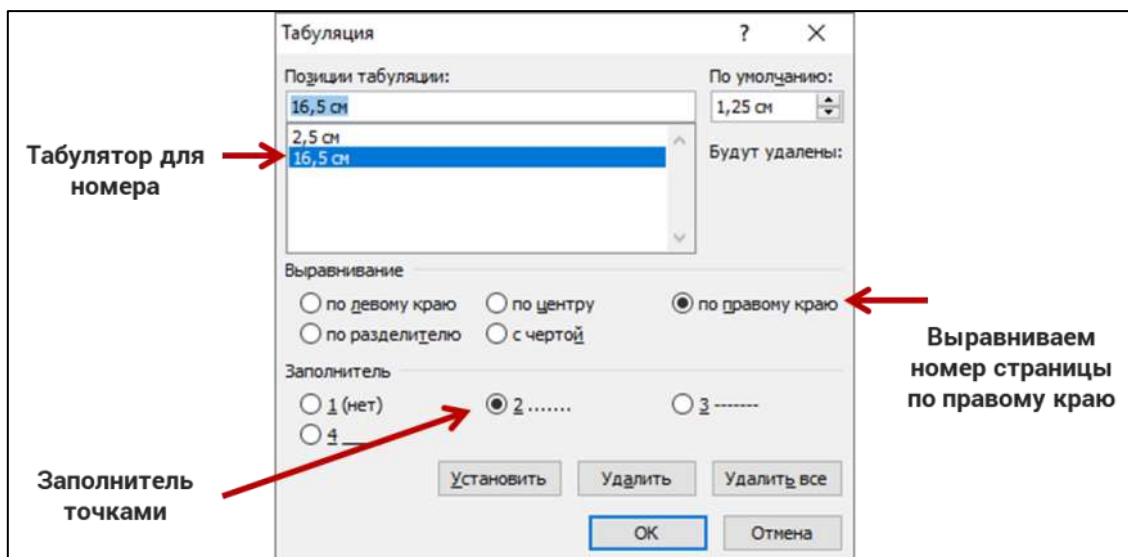 Табуляция ?
Позиции табуляции: По умолчанию:
16,5 см 1,25 см
2,5 см
16,5 см
Будут удалены:
Табулятор для
номера
Выравнивание
по левому краю по центру по правому краю
по разделителю с чертой
Выравниваем
номер страницы
по правому краю
Заполнитель
1 (нет) 2 ....... 3 -------
4 ___
Заполнитель
точками
Установить Удалить Удалить все
ОК Отмена